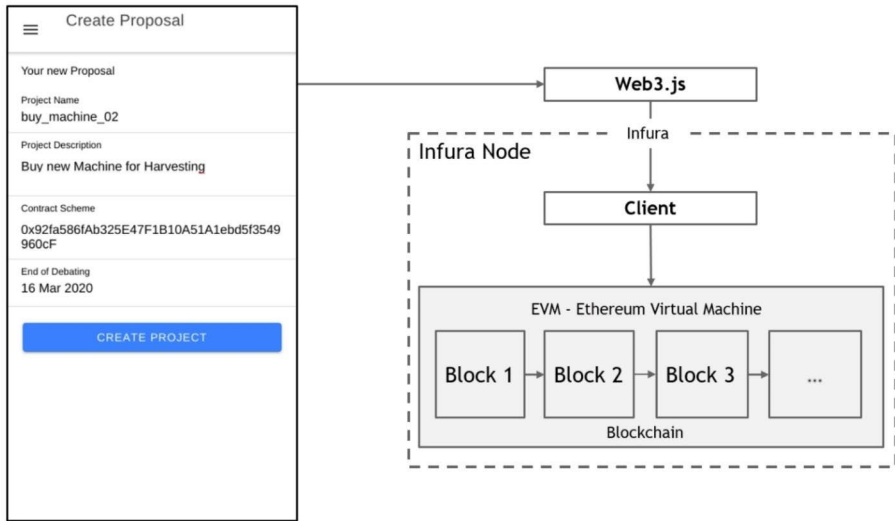 Create Proposal
Your new Proposal
Project Name
buy_machine_02
Project Description
Buy new Machine for Harvesting
Contract Scheme
0x92fa586fAb325E47F1B10A51A1ebd5f3549
960cF
End of Debating
16 Mar 2020
CREATE PROJECT
Web3.js
Infura
Infura Node
Client
EVM - Ethereum Virtual Machine
Block 1
Block 2
Block 3
...
Blockchain